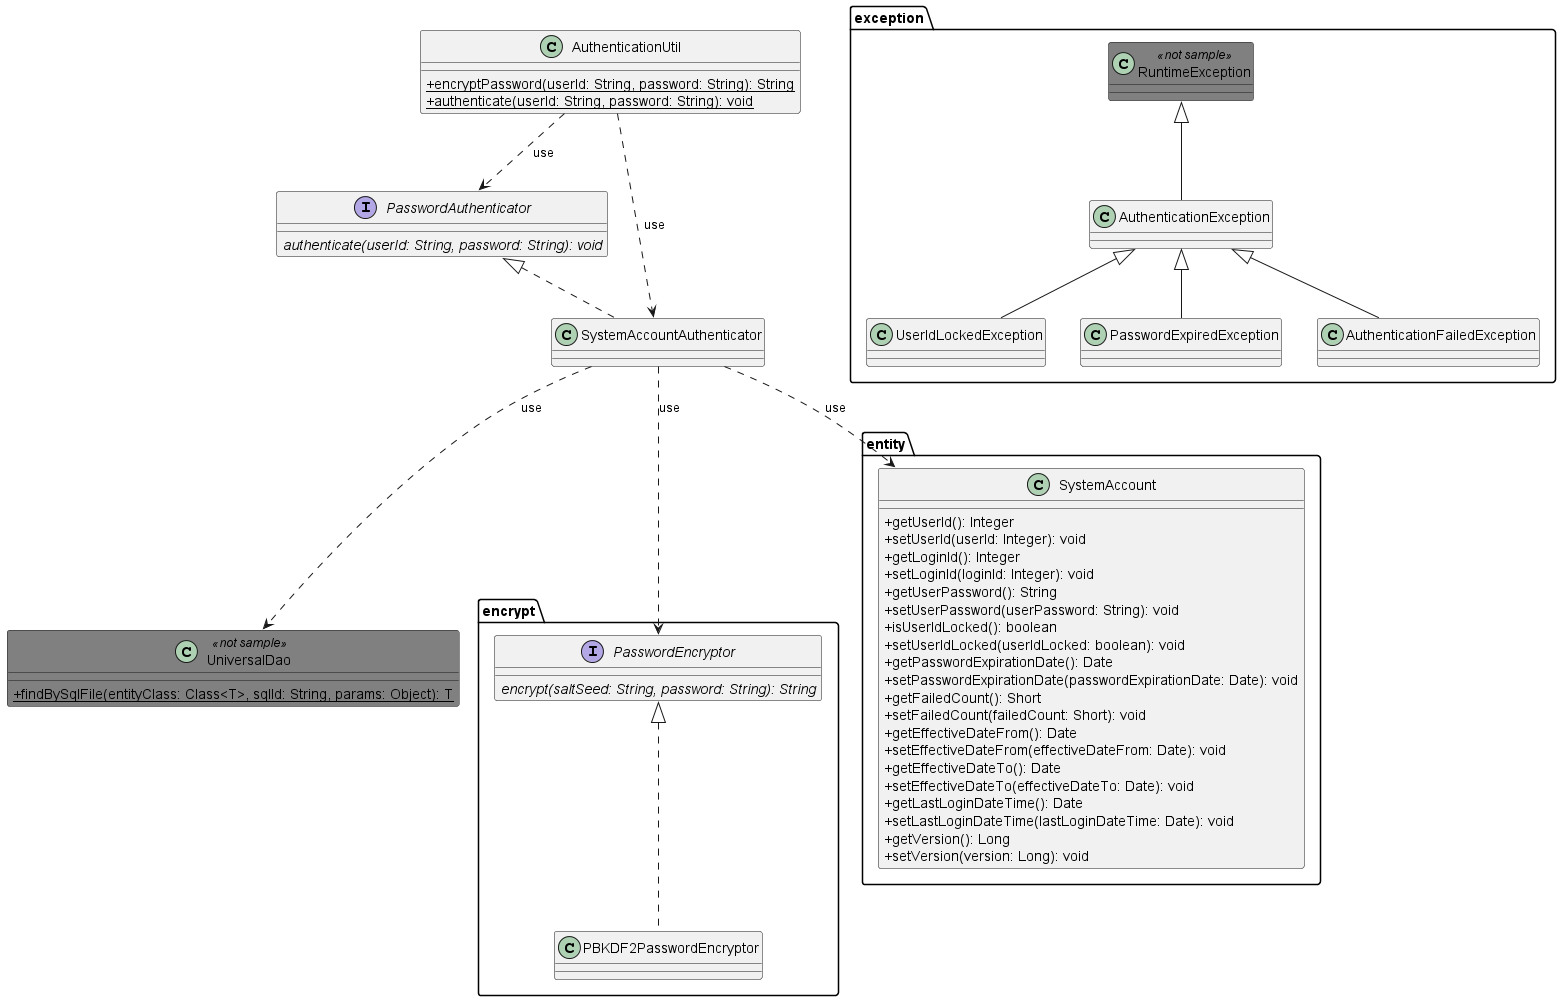 exception
C AuthenticationUtil
+encryptPassword(userId: String, password: String): String
+authenticate(userId: String, password: String): void
C «not sample»
RuntimeException
use
use
I PasswordAuthenticator
authenticate(userId: String, password: String): void
C AuthenticationException
C SystemAccountAuthenticator
C UserIdLockedException
C PasswordExpiredException
C AuthenticationFailedException
use
use
use
entity
C SystemAccount
+getUserId(): Integer
+setUserId(userId: Integer): void
+getLoginId(): Integer
+setLoginId(loginId: Integer): void
+getUserPassword(): String
+setUserPassword(userPassword: String): void
+isUserIdLocked(): boolean
+setUserIdLocked(userIdLocked: boolean): void
+getPasswordExpirationDate(): Date
+setPasswordExpirationDate(passwordExpirationDate: Date): void
+getFailedCount(): Short
+setFailedCount(failedCount: Short): void
+getEffectiveDateFrom(): Date
+setEffectiveDateFrom(effectiveDateFrom: Date): void
+getEffectiveDateTo(): Date
+setEffectiveDateTo(effectiveDateTo: Date): void
+getLastLoginDateTime(): Date
+setLastLoginDateTime(lastLoginDateTime: Date): void
+getVersion(): Long
+setVersion(version: Long): void
C «not sample»
UniversalDao
+findBySqlFile(entityClass: Class<T>, sqlId: String, params: Object): T
encrypt
I PasswordEncryptor
encrypt(saltSeed: String, password: String): String
C PBKDF2PasswordEncryptor